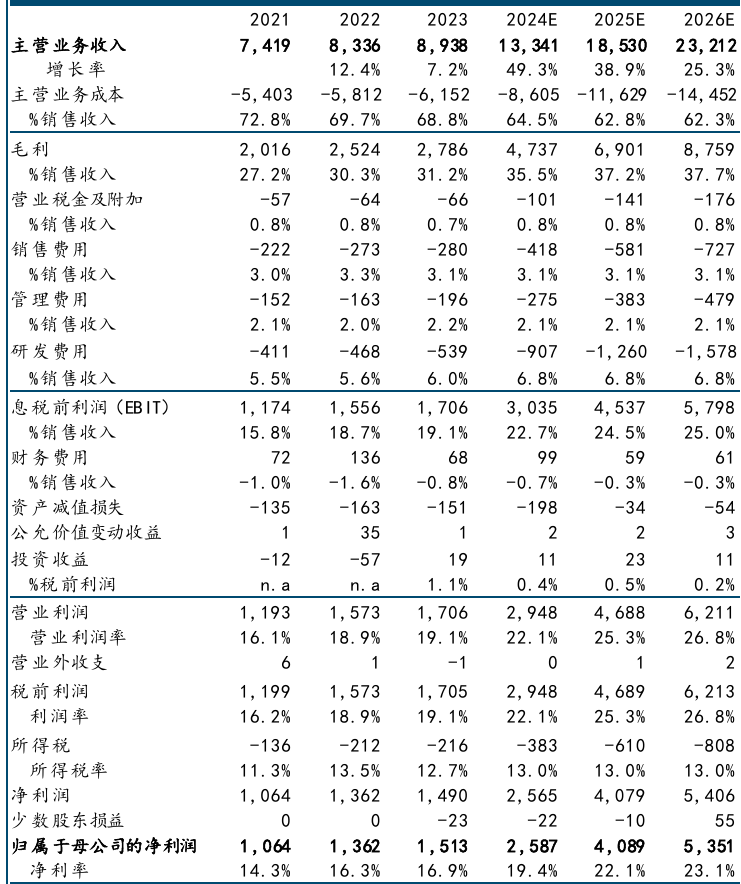 2021 2022 2023 2024E 2025E 2026E
主营业务收入 7,419 8,336 8,938 13,341 18,530 23,212
增长率 12.4% 7.2% 49.3% 38.9% 25.3%
主营业务成本 -5,403 -5,812 -6,152 -8,605 -11,629 -14,452
%销售收入 72.8% 69.7% 68.8% 64.5% 62.8% 62.3%
毛利 2,016 2,524 2,786 4,737 6,901 8,759
%销售收入 27.2% 30.3% 31.2% 35.5% 37.2% 37.7%
营业税金及附加 -57 -64 -66 -101 -141 -176
%销售收入 0.8% 0.8% 0.7% 0.8% 0.8% 0.8%
销售费用 -222 -273 -280 -418 -581 -727
%销售收入 3.0% 3.3% 3.1% 3.1% 3.1% 3.1%
管理费用 -152 -163 -196 -275 -383 -479
%销售收入 2.1% 2.0% 2.2% 2.1% 2.1% 2.1%
研发费用 -411 -468 -539 -907 -1,260 -1,578
%销售收入 5.5% 5.6% 6.0% 6.8% 6.8% 6.8%
息税前利润（EBIT） 1,174 1,556 1,706 3,035 4,537 5,798
%销售收入 15.8% 18.7% 19.1% 22.7% 24.5% 25.0%
财务费用 72 136 68 99 59 61
%销售收入 -1.0% -1.6% -0.8% -0.7% -0.3% -0.3%
资产减值损失 -135 -163 -151 -198 -34 -54
公允价值变动收益 1 35 1 2 2 3
投资收益 -12 -57 19 11 23 11
%税前利润 n.a n.a 1.1% 0.4% 0.5% 0.2%
营业利润 1,193 1,573 1,706 2,948 4,688 6,211
营业利润率 16.1% 18.9% 19.1% 22.1% 25.3% 26.8%
营业外收支 6 1 -1 0 1 2
税前利润 1,199 1,573 1,705 2,948 4,689 6,213
利润率 16.2% 18.9% 19.1% 22.1% 25.3% 26.8%
所得税 -136 -212 -216 -383 -610 -808
所得税率 11.3% 13.5% 12.7% 13.0% 13.0% 13.0%
净利润 1,064 1,362 1,490 2,565 4,079 5,406
少数股东损益 0 0 -23 -22 -10 55
归属于母公司的净利润 1,064 1,362 1,513 2,587 4,089 5,351
净利率 14.3% 16.3% 16.9% 19.4% 22.1% 23.1%